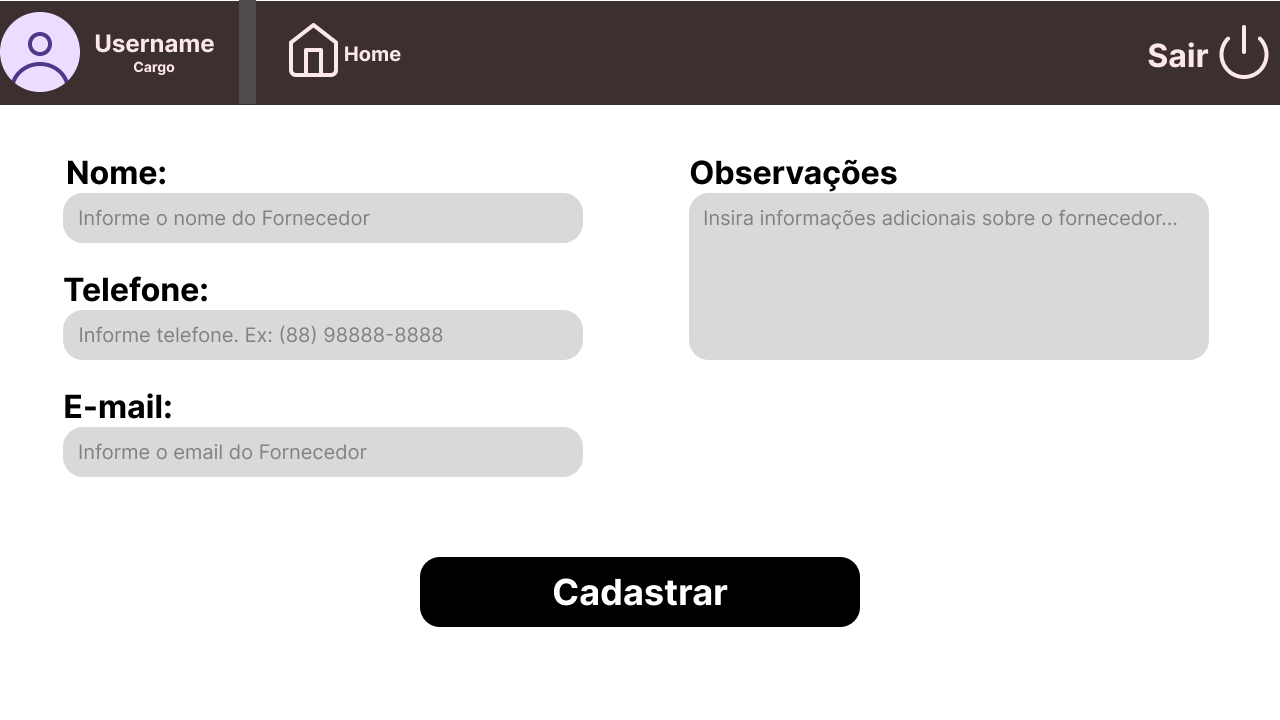 Username
Cargo
Home
Sair
Nome:
Informe o nome do Fornecedor
Telefone:
Informe telefone. Ex: (88) 98888-8888
E-mail:
Informe o email do Fornecedor
Observações
Insira informações adicionais sobre o fornecedor...
Cadastrar